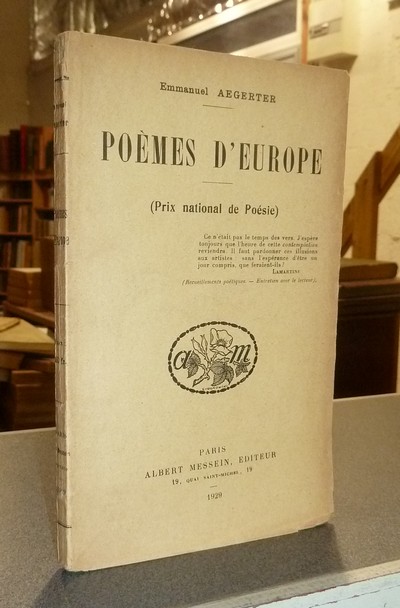 Emmanuel AEGERTER
POÈMES D'EUROPE
(Prix national de Poésie)
Ce n'était pas le temps des vers. J'espère
toujours que l'heure de cette contemplation
reviendra. Il faut pardonner ces illusions
aux artistes : sans l'espérance d'être un
jour compris, que feraient-ils?
LAMARTINE
(Recueillements poétiques — Entretien avec le lecteur.)
a m
PARIS
ALBERT MESSEIN, EDITEUR
19, QUAI SAINT-MICHEL, 19
1929